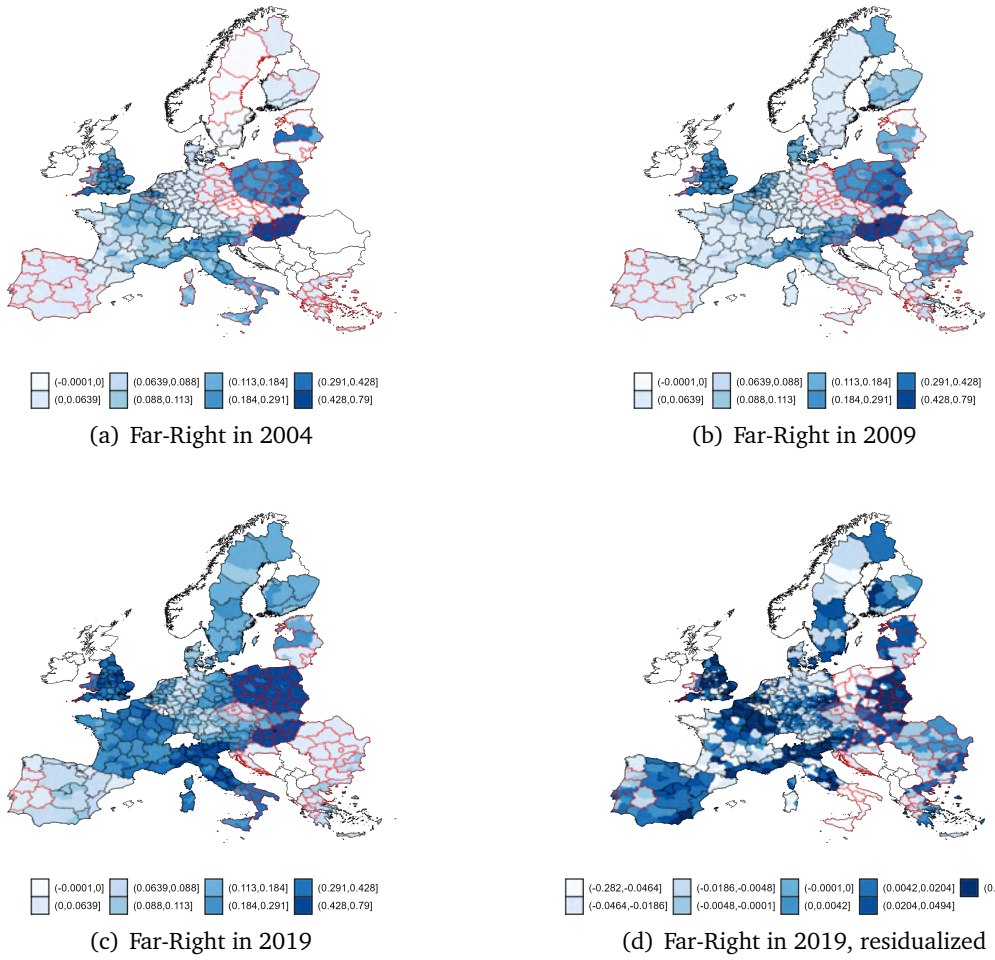 (-0.0001,0] (0.0639,0.088] (0.113,0.184] (0.291,0.428]
(0,0.0639] (0.088,0.113] (0.184,0.291] (0.428,0.79]
(a) Far-Right in 2004
(-0.0001,0] (0.0639,0.088] (0.113,0.184] (0.291,0.428]
(0,0.0639] (0.088,0.113] (0.184,0.291] (0.428,0.79]
(b) Far-Right in 2009
(-0.0001,0] (0.0639,0.088] (0.113,0.184] (0.291,0.428]
(0,0.0639] (0.088,0.113] (0.184,0.291] (0.428,0.79]
(c) Far-Right in 2019
(-0.282,-0.0464] (-0.0186,-0.0048] (-0.0001,0] (0.0042,0.0204] (0.
(-0.0464,-0.0186] (-0.0048,-0.0001] (0,0.0042] (0.0204,0.0494]
(d) Far-Right in 2019, residualized